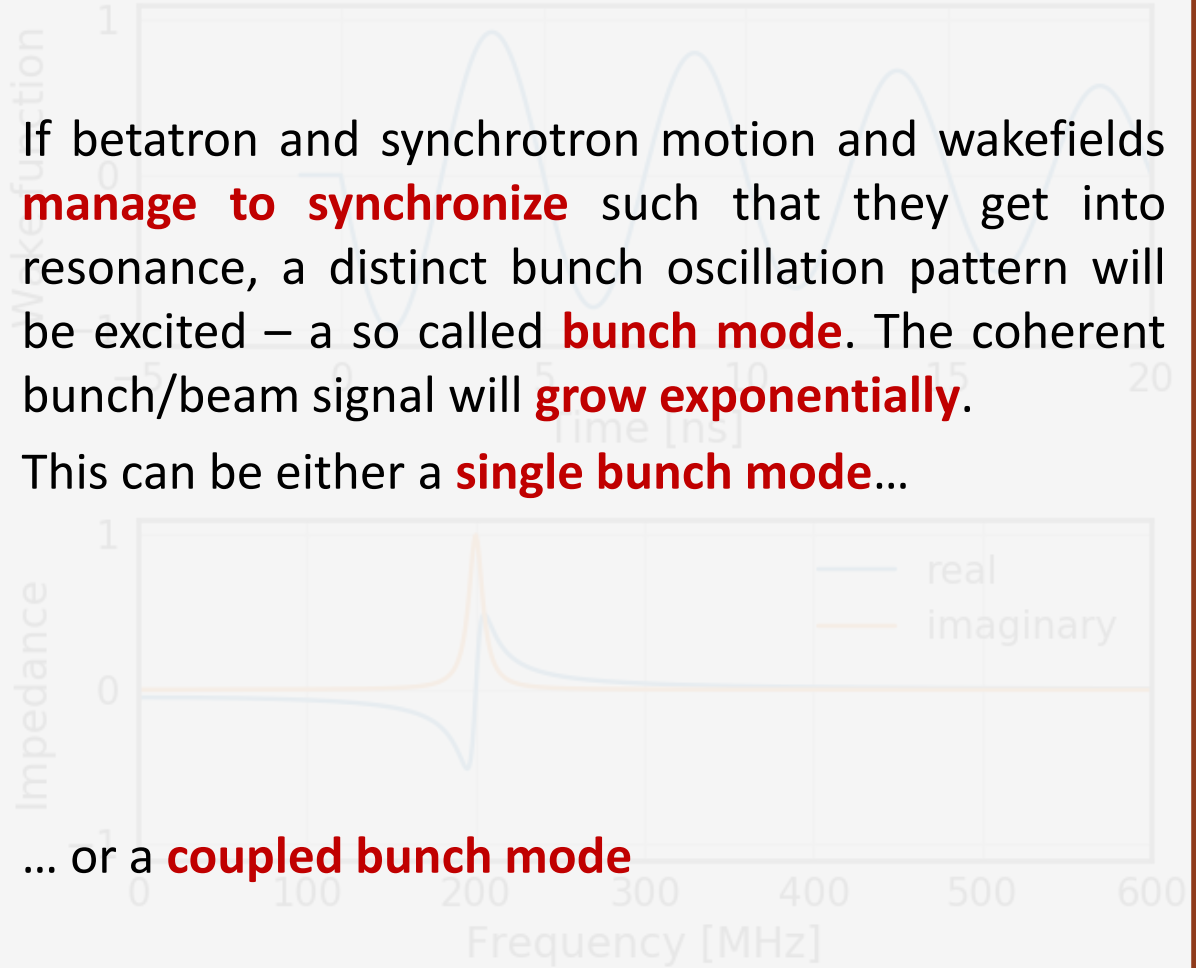 1
Wakefunction
0
If betatron and synchrotron motion and wakefields
manage to synchronize such that they get into
resonance, a distinct bunch oscillation pattern will
be excited – a so called bunch mode. The coherent
bunch/beam signal will grow exponentially.
−1
−5 0 5 10 15 20
Time [ns]
This can be either a single bunch mode…
1
real
imaginary
Impedance
0
−1
… or a coupled bunch mode
0 100 200 300 400 500 600
Frequency [MHz]